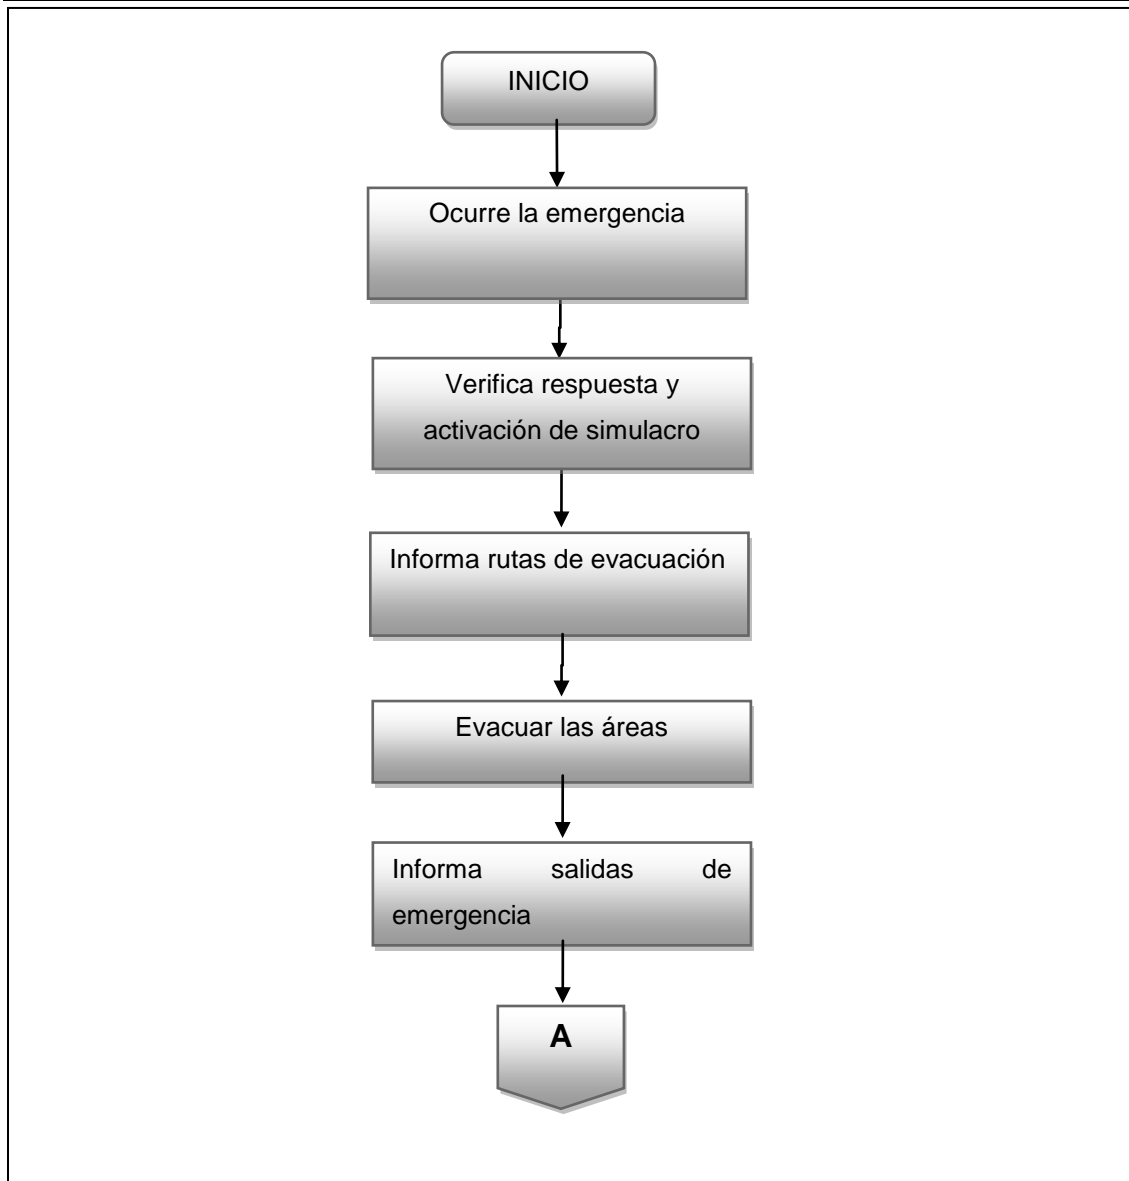 INICIO
Ocurre la emergencia
Verifica respuesta y
activación de simulacro
Informa rutas de evacuación
Evacuar las áreas
Informa salidas de
emergencia
A